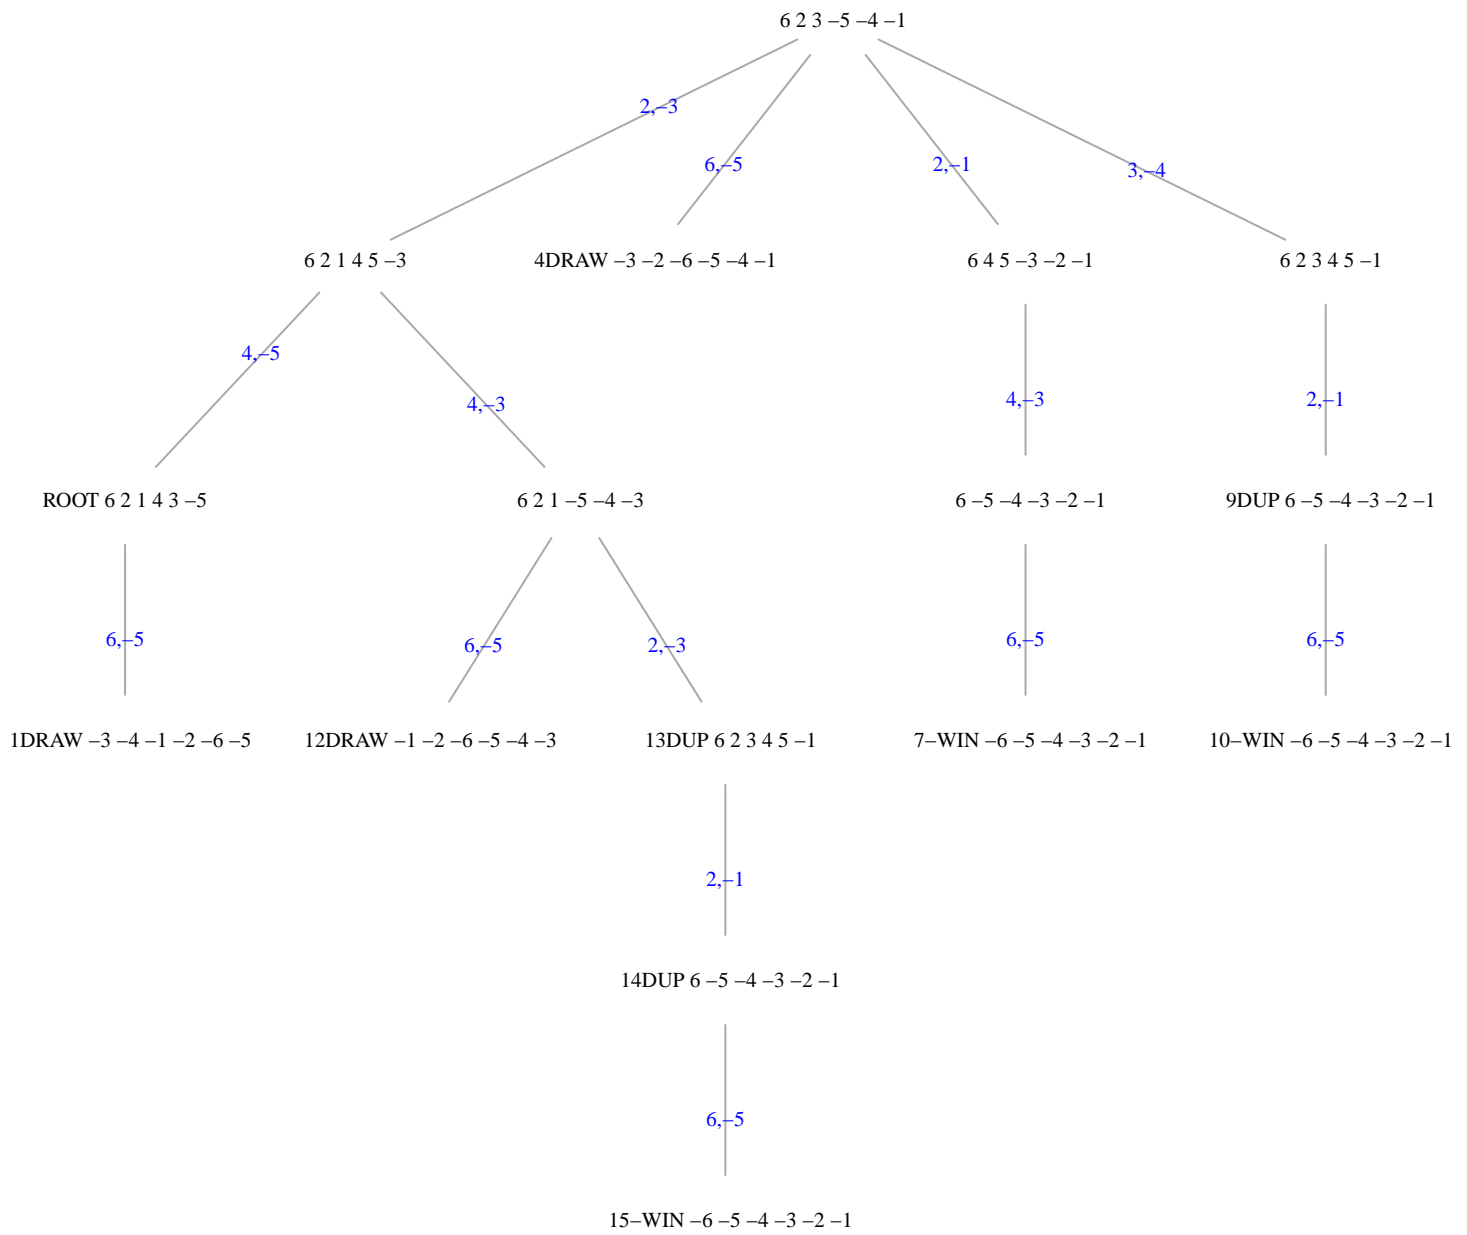 6 2 3 –5 –4 –1
2,–3
6,–5
2,–1
3,–4
6 2 1 4 5 –3
4DRAW –3 –2 –6 –5 –4 –1
6 4 5 –3 –2 –1
6 2 3 4 5 –1
4,–5
4,–3
4,–3
2,–1
ROOT 6 2 1 4 3 –5
6 2 1 –5 –4 –3
6 –5 –4 –3 –2 –1
9DUP 6 –5 –4 –3 –2 –1
6,–5
6,–5
2,–3
6,–5
6,–5
1DRAW –3 –4 –1 –2 –6 –5
12DRAW –1 –2 –6 –5 –4 –3
13DUP 6 2 3 4 5 –1
7–WIN –6 –5 –4 –3 –2 –1
10–WIN –6 –5 –4 –3 –2 –1
2,–1
14DUP 6 –5 –4 –3 –2 –1
6,–5
15–WIN –6 –5 –4 –3 –2 –1